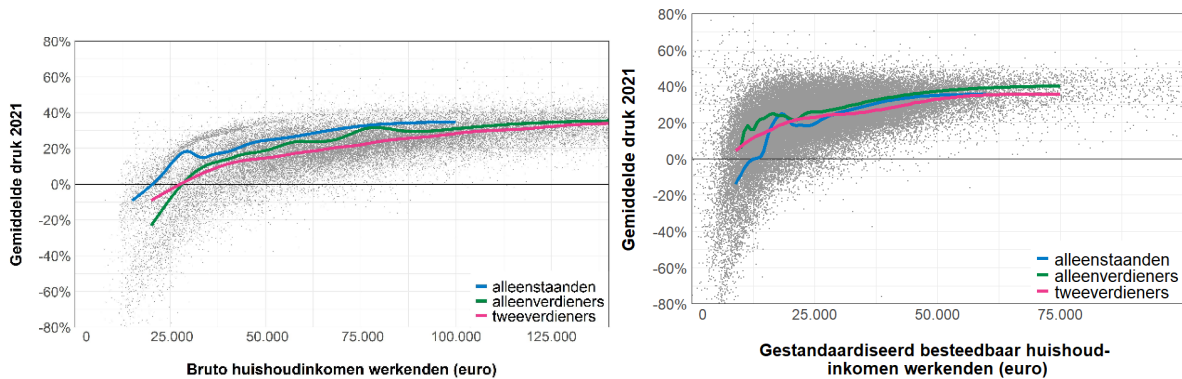 Gemiddelde druk 2021
80%
60%
40%
20%
0%
-20%
-40%
-60%
-80%
0 25.000 50.000 75.000 100.000 125.000
alleenstaanden
alleenverdieners
tweeverdieners
Bruto huishoudinkomen werkenden (euro)
Gemiddelde druk 2021
80%
60%
40%
20%
0%
-20%
-40%
-60%
-80%
0 25.000 50.000 75.000
alleenstaanden
alleenverdieners
tweeverdieners
Gestandaardiseerd besteedbaar huishoud-
inkomen werkenden (euro)